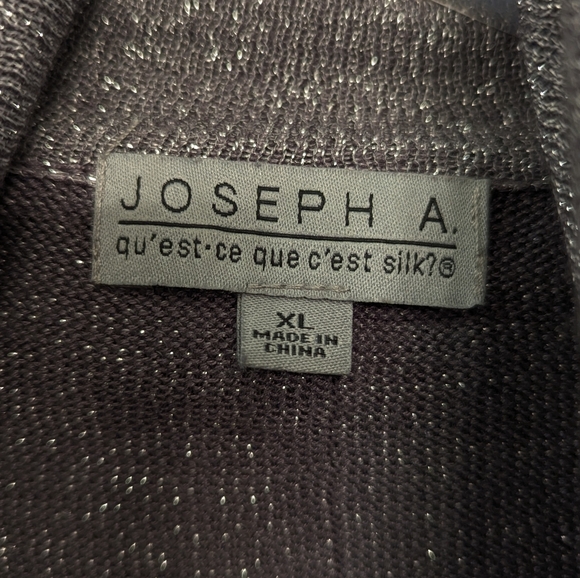 JOSEPH A.
qu'est·ce que c'est silk?®
XL
MADE IN
CHINA